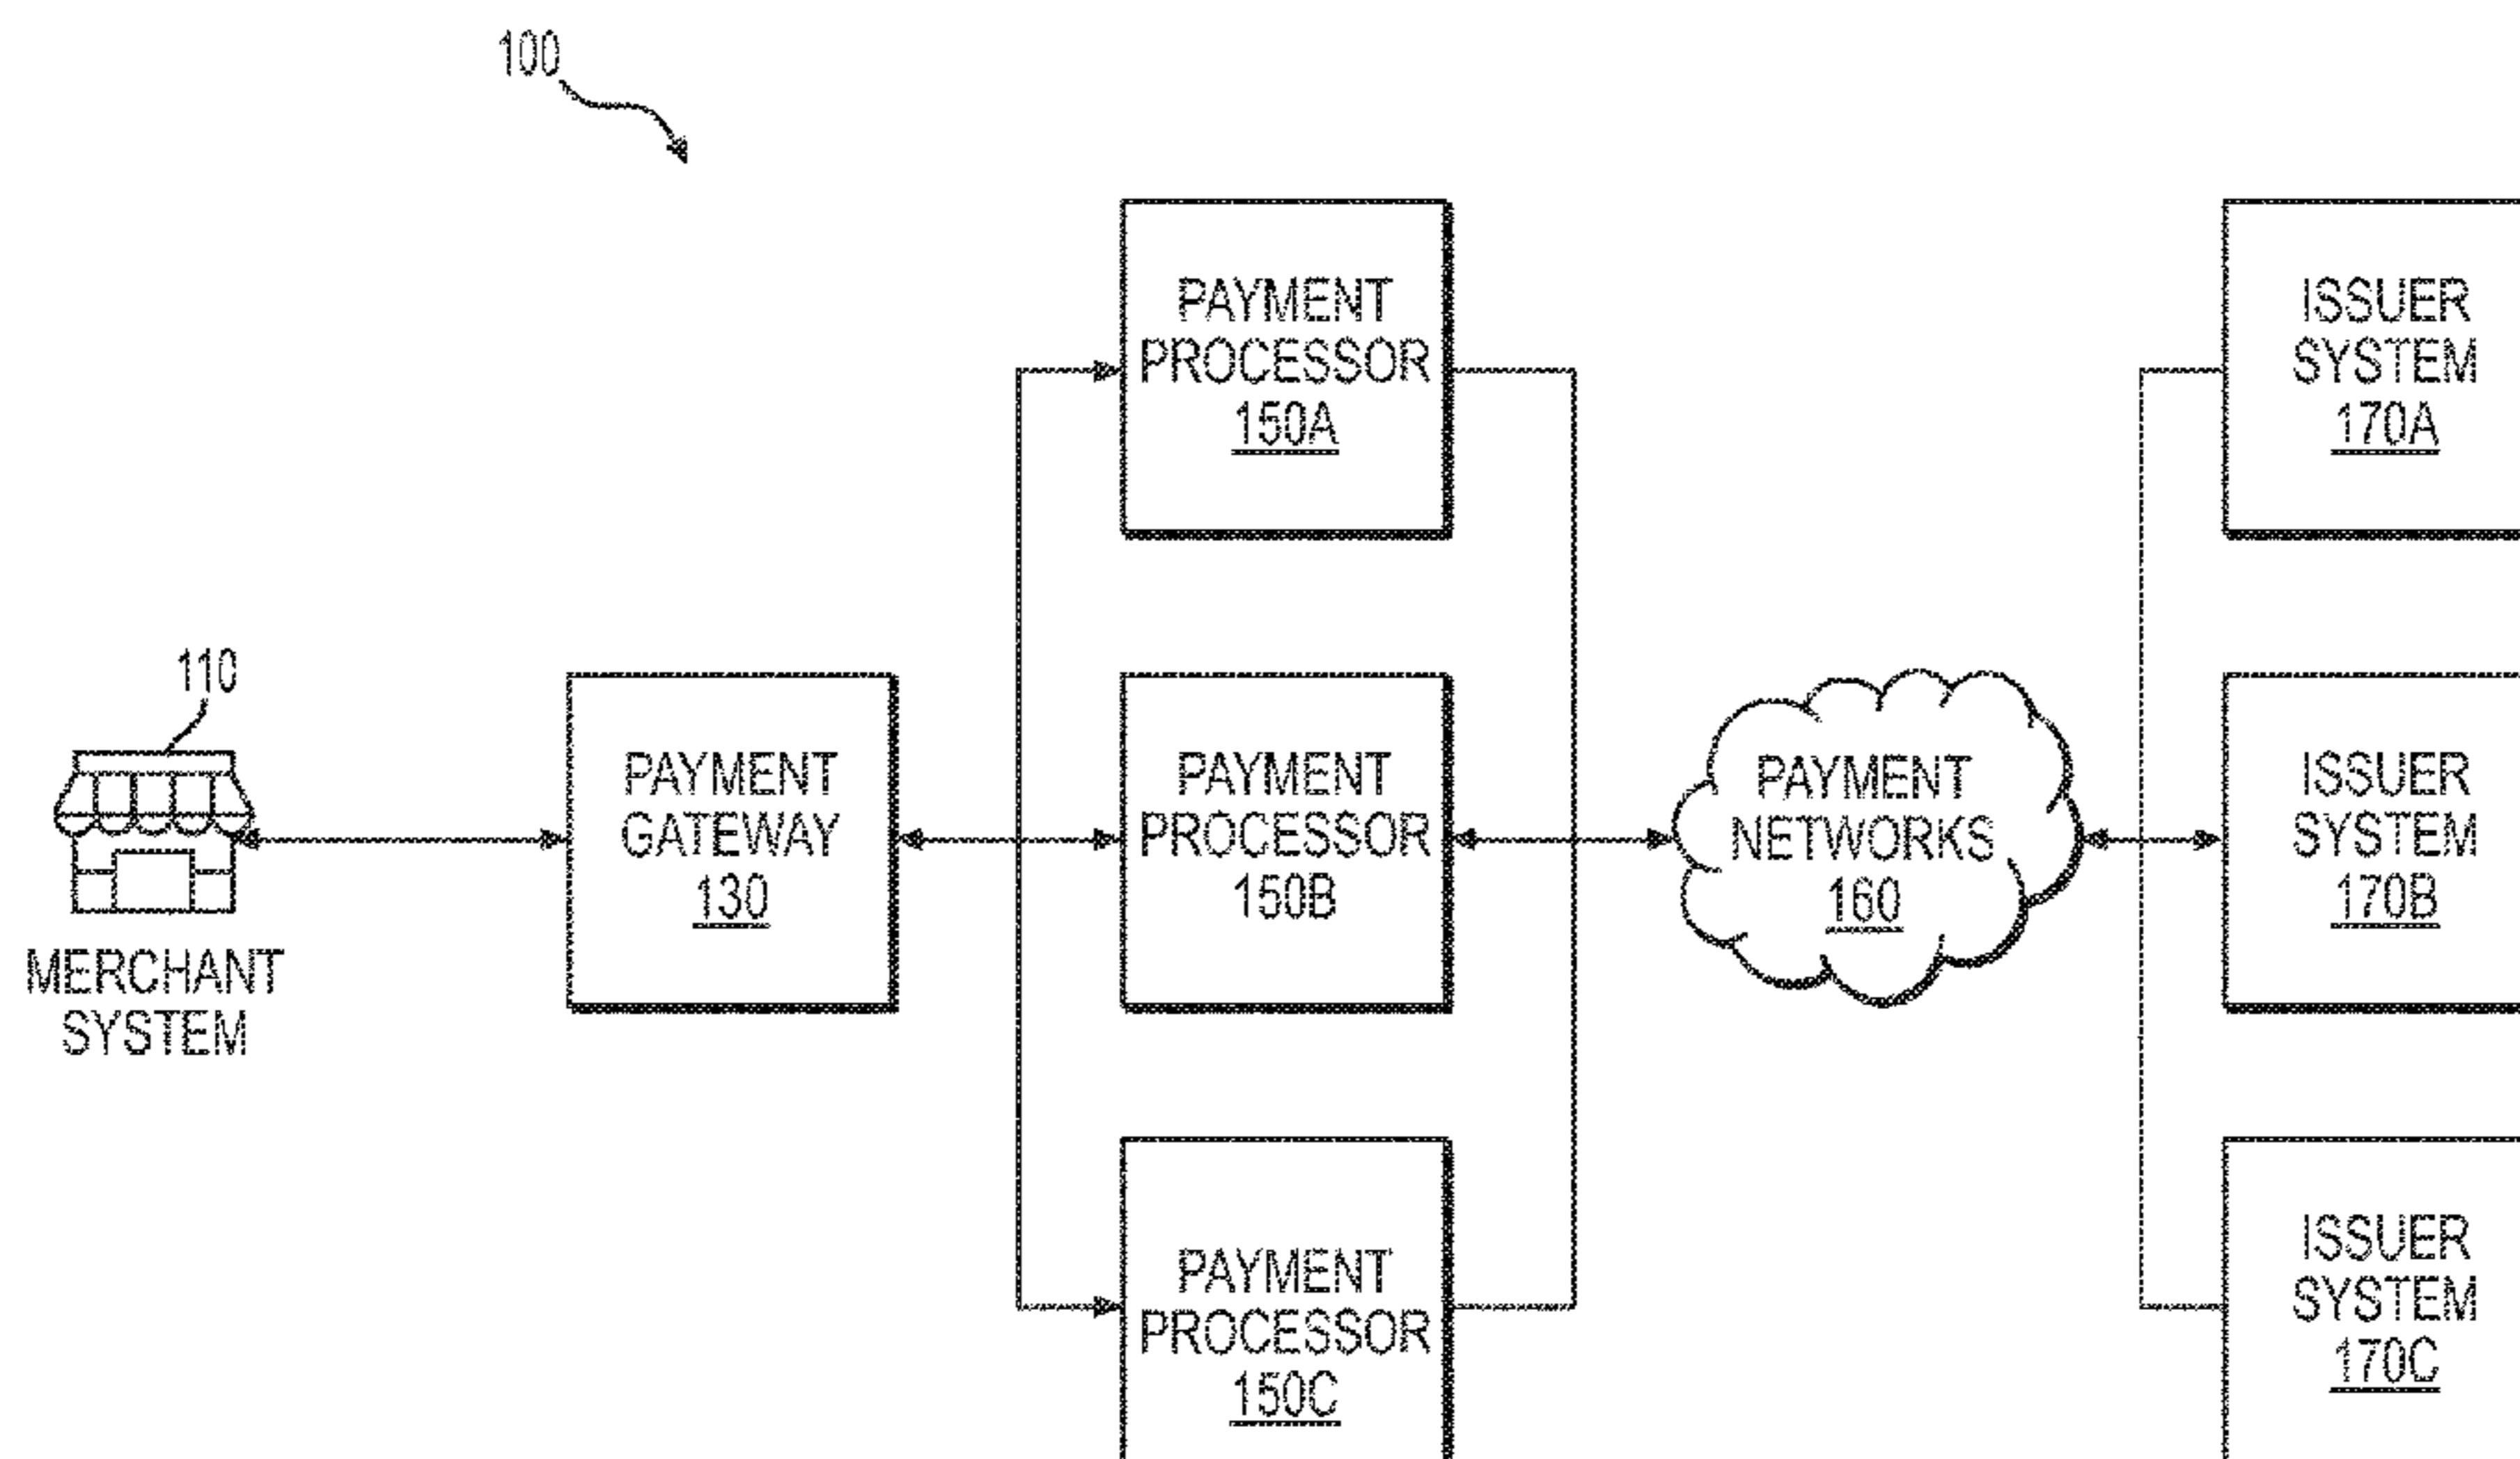 100
PAYMENT
PROCESSOR
150A
ISSUER
SYSTEM
170A
110
MERCHANT
SYSTEM
PAYMENT
GATEWAY
130
PAYMENT
PROCESSOR
150B
PAYMENT
NETWORKS
160
ISSUER
SYSTEM
170B
PAYMENT
PROCESSOR
150C
ISSUER
SYSTEM
170C